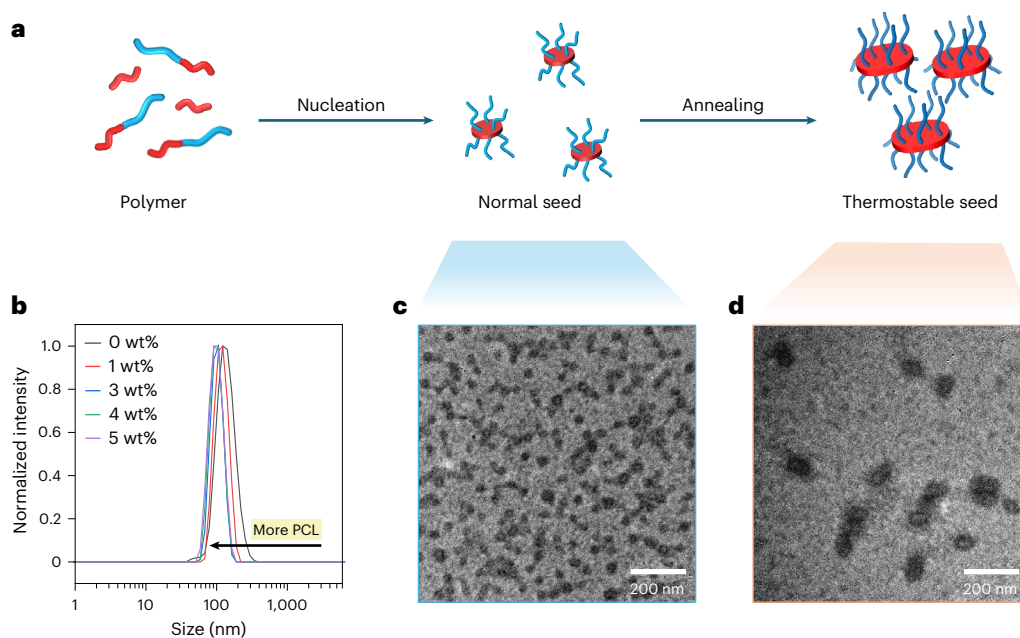 a
Nucleation
Annealing
Polymer
Normal seed
Thermostable seed
b
0 wt%
1 wt%
3 wt%
4 wt%
5 wt%
More PCL
1.0
0.8
0.6
0.4
0.2
0
Normalized intensity
1 10 100 1,000
Size (nm)
c
200 nm
d
200 nm